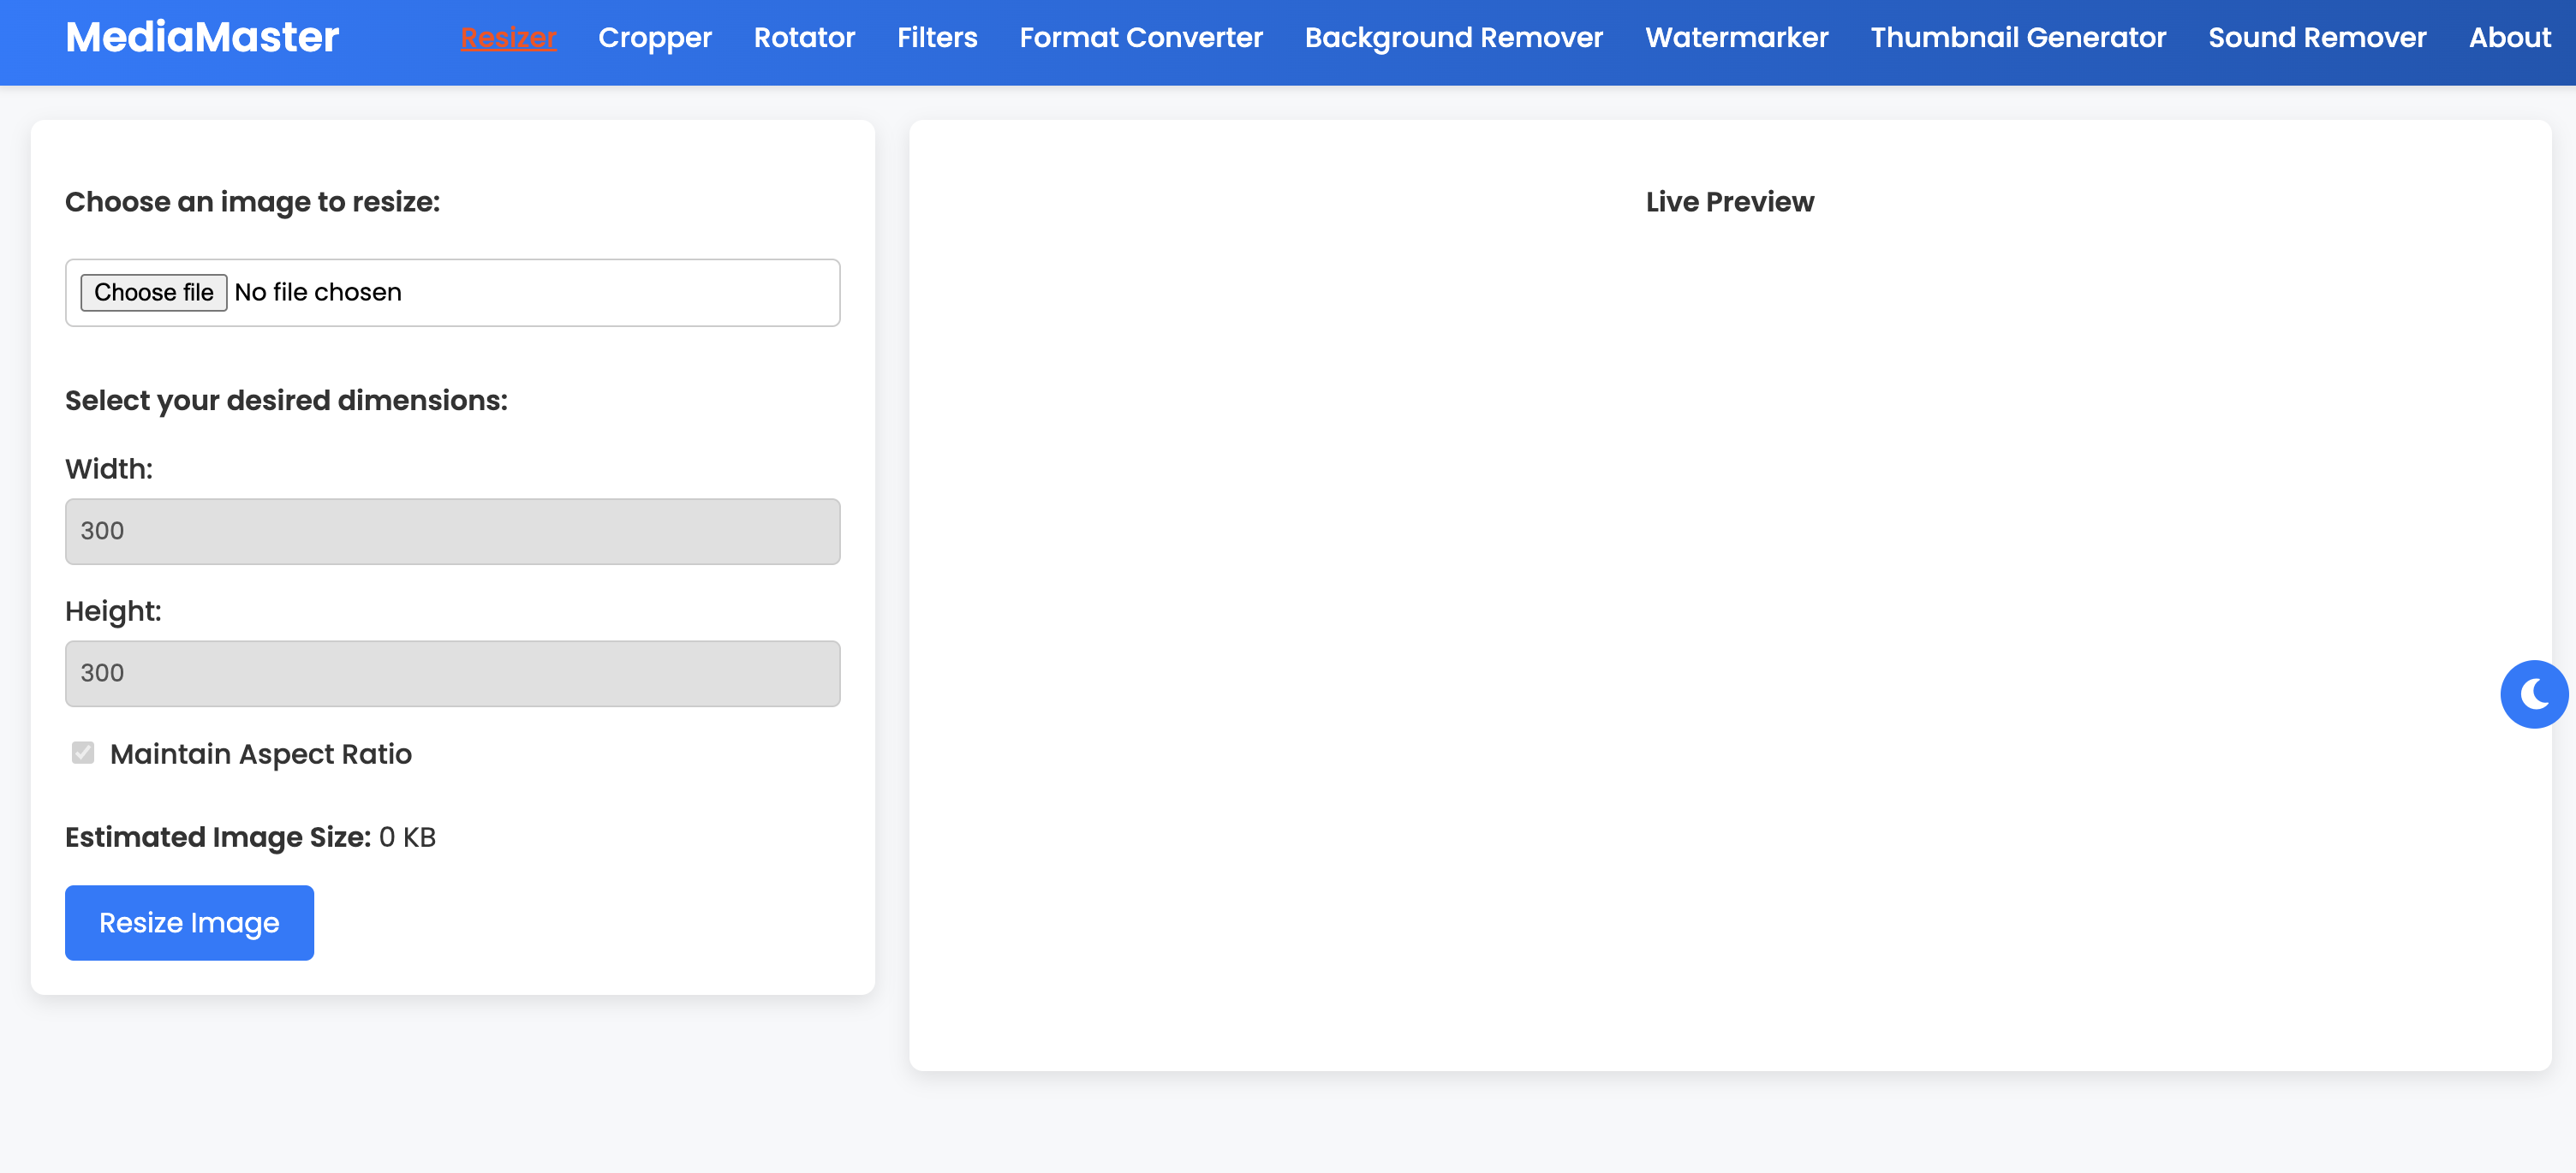 MediaMaster Resizer Cropper Rotator Filters Format Converter Background Remover Watermarker Thumbnail Generator Sound Remover About
Choose an image to resize:
Choose file No file chosen
Select your desired dimensions:
Width:
300
Height:
300
Maintain Aspect Ratio
Estimated Image Size: 0 KB
Resize Image
Live Preview